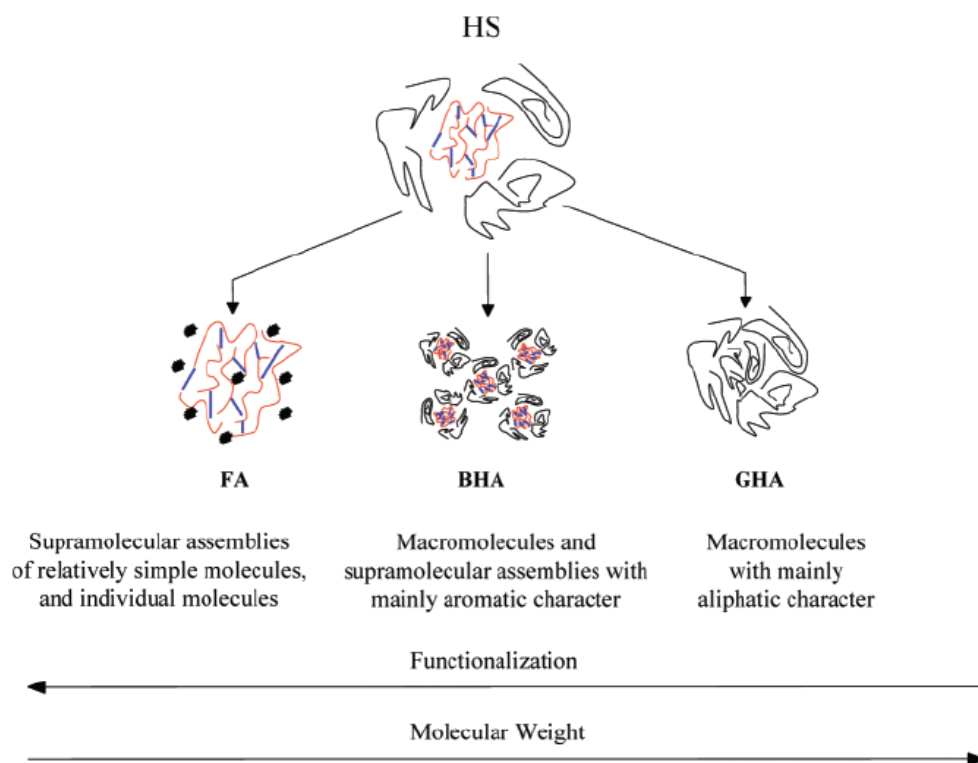 HS
FA
BHA
GHA
Supramolecular assemblies
of relatively simple molecules,
and individual molecules
Macromolecules and
supramolecular assemblies with
mainly aromatic character
Macromolecules
with mainly
aliphatic character
Functionalization
Molecular Weight